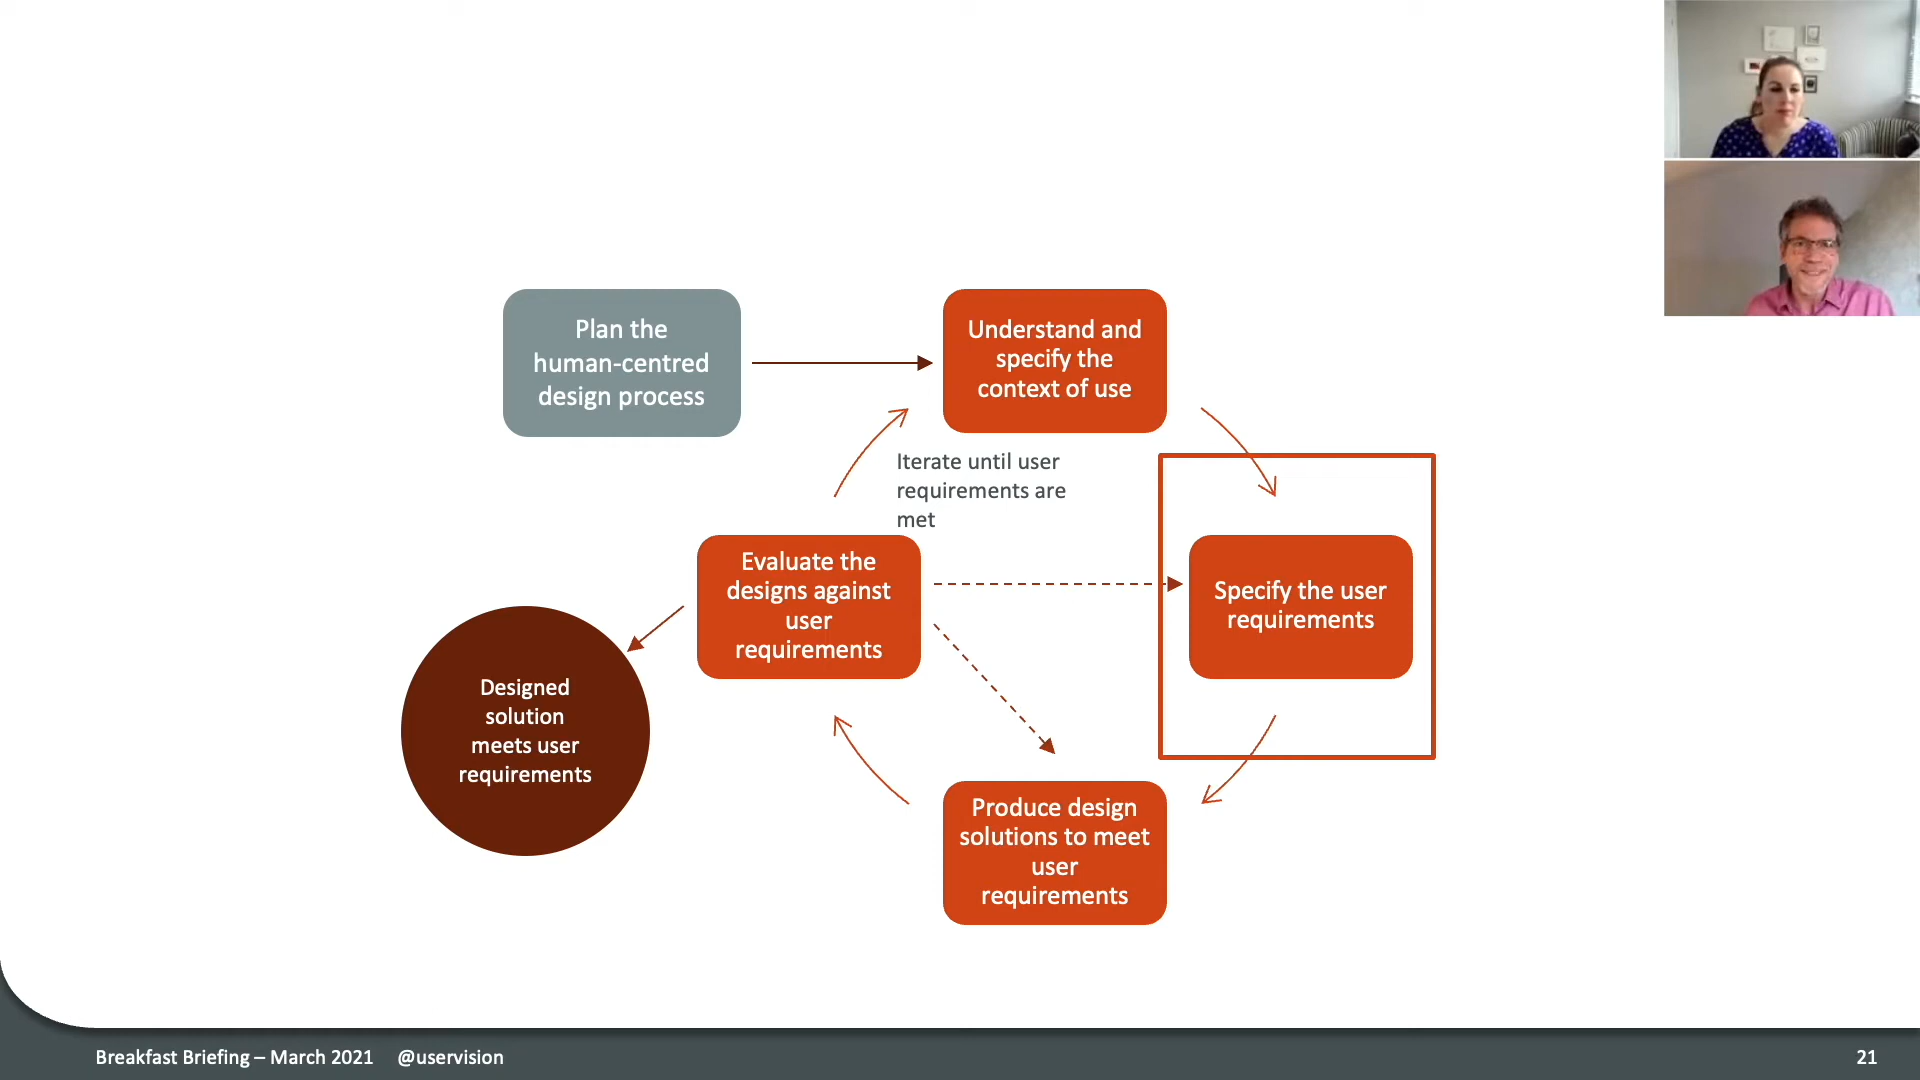 Plan the
human-centred
design process
Understand and
specify the
context of use
Iterate until user
requirements are
met
Evaluate the
designs against
user
requirements
Specify the user
requirements
Designed
solution
meets user
requirements
Produce design
solutions to meet
user
requirements
Breakfast Briefing – March 2021 @uservision
21